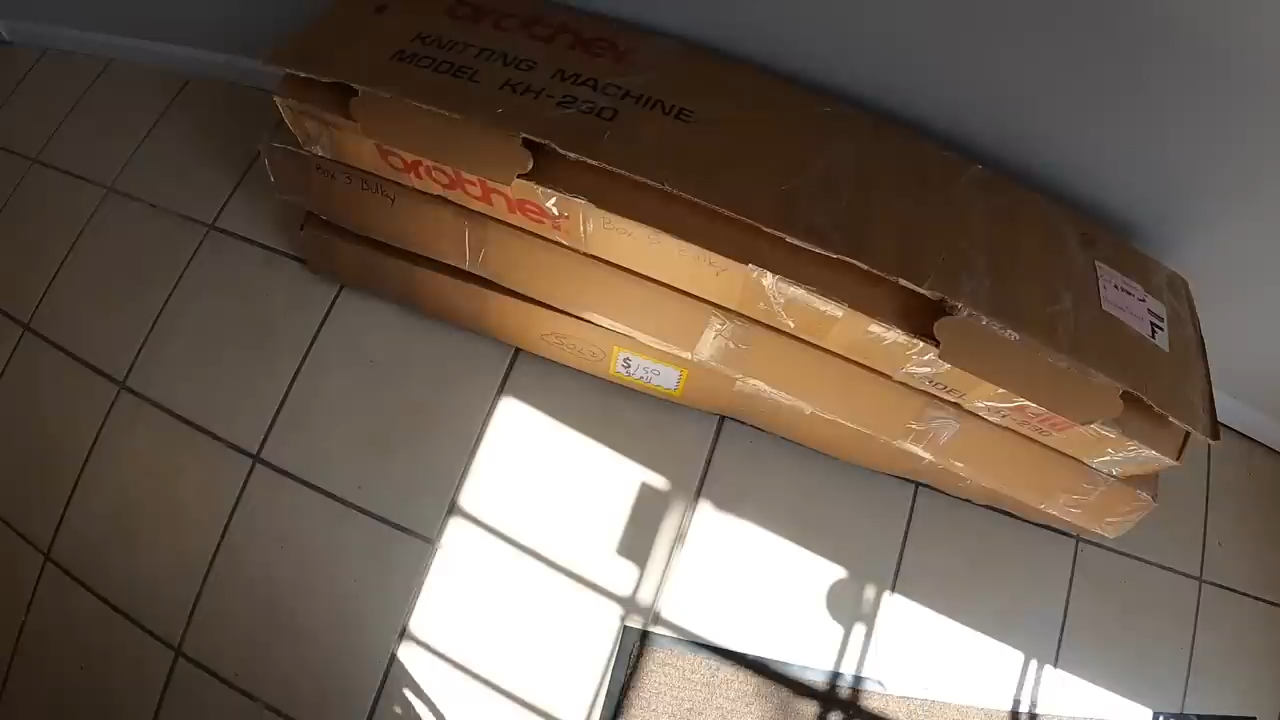 brother
KNITTING MACHINE
MODEL KH-230
brother
Box 3 Bulky
Box 3 Bulky
SOLD
$150
MODEL KH-230
F